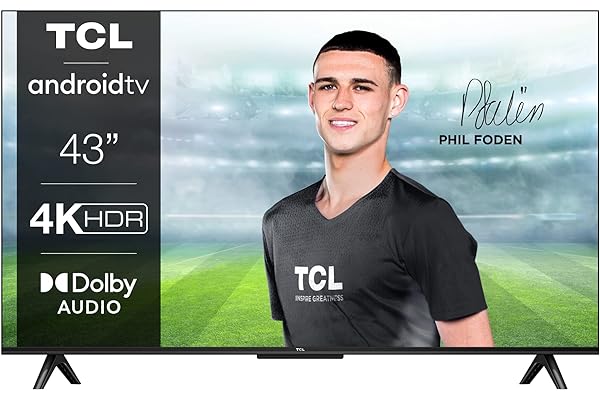 TCL
androidtv
43”
4K HDR
Dolby
AUDIO
PHIL FODEN
TCL
INSPIRE GREATNESS
TCL